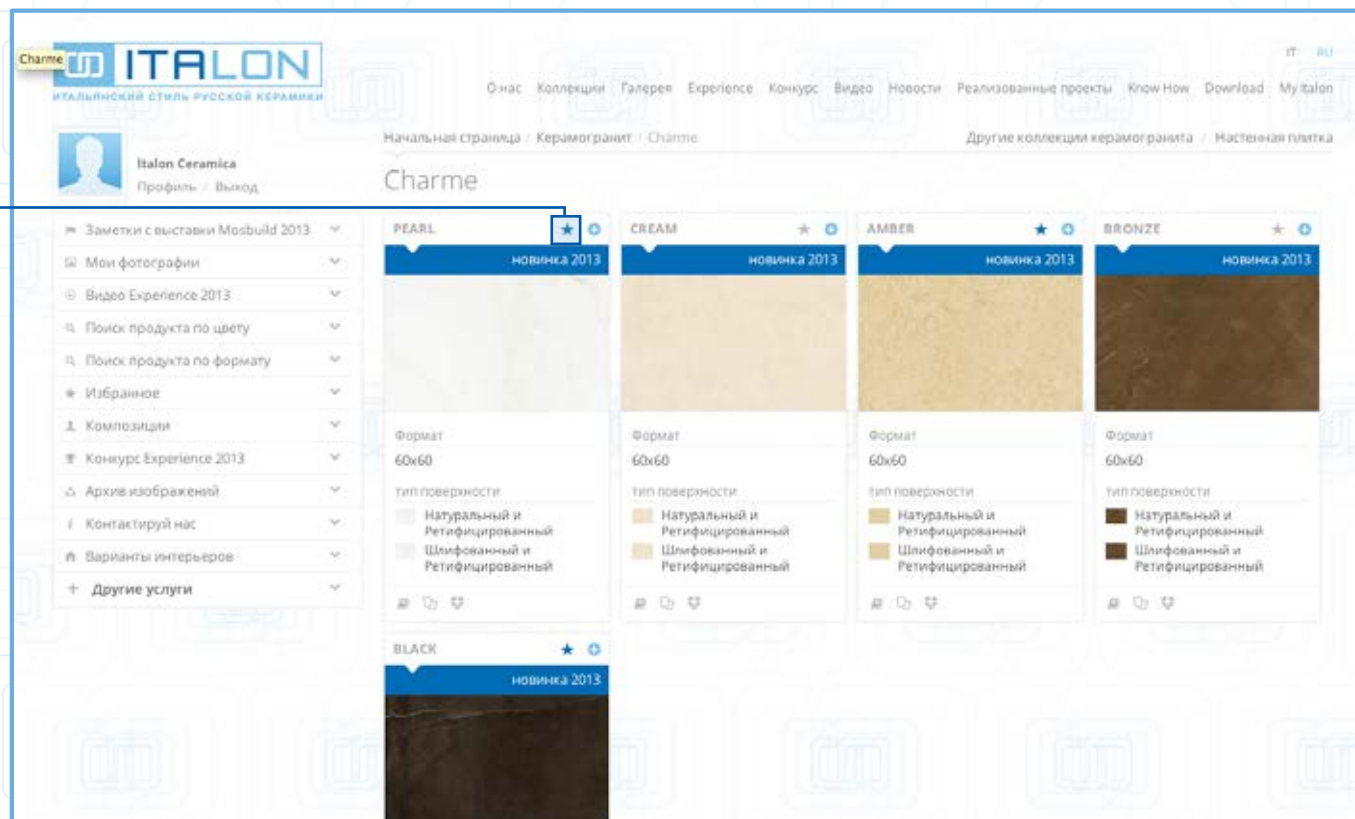 Charme
ITALON
ИТАЛЬЯНСКИЙ СТИЛЬ РУССКОЙ КЕРАМИКИ
IT RU
О нас Коллекции Галерея Experience Конкурс Видео Новости Реализованные проекты Know How Download My Italon
Начальная страница / Керамогранит / Charme
Другие коллекции керамогранита / Настенная плитка
Italon Ceramica
Профиль / Выход
Charme
Заметки с выставки Mosbuild 2013
Мои фотографии
Видео Experience 2013
Поиск продукта по цвету
Поиск продукта по формату
Избранное
Композиции
Конкурс Experience 2013
Архив изображений
Контактируй нас
Варианты интерьеров
Другие услуги
PEARL
новинка 2013
Формат
60x60
тип поверхности
Натуральный и
Ретифицированный
Шлифованный и
Ретифицированный
CREAM
новинка 2013
Формат
60x60
тип поверхности
Натуральный и
Ретифицированный
Шлифованный и
Ретифицированный
AMBER
новинка 2013
Формат
60x60
тип поверхности
Натуральный и
Ретифицированный
Шлифованный и
Ретифицированный
BRONZE
новинка 2013
Формат
60x60
тип поверхности
Натуральный и
Ретифицированный
Шлифованный и
Ретифицированный
BLACK
новинка 2013